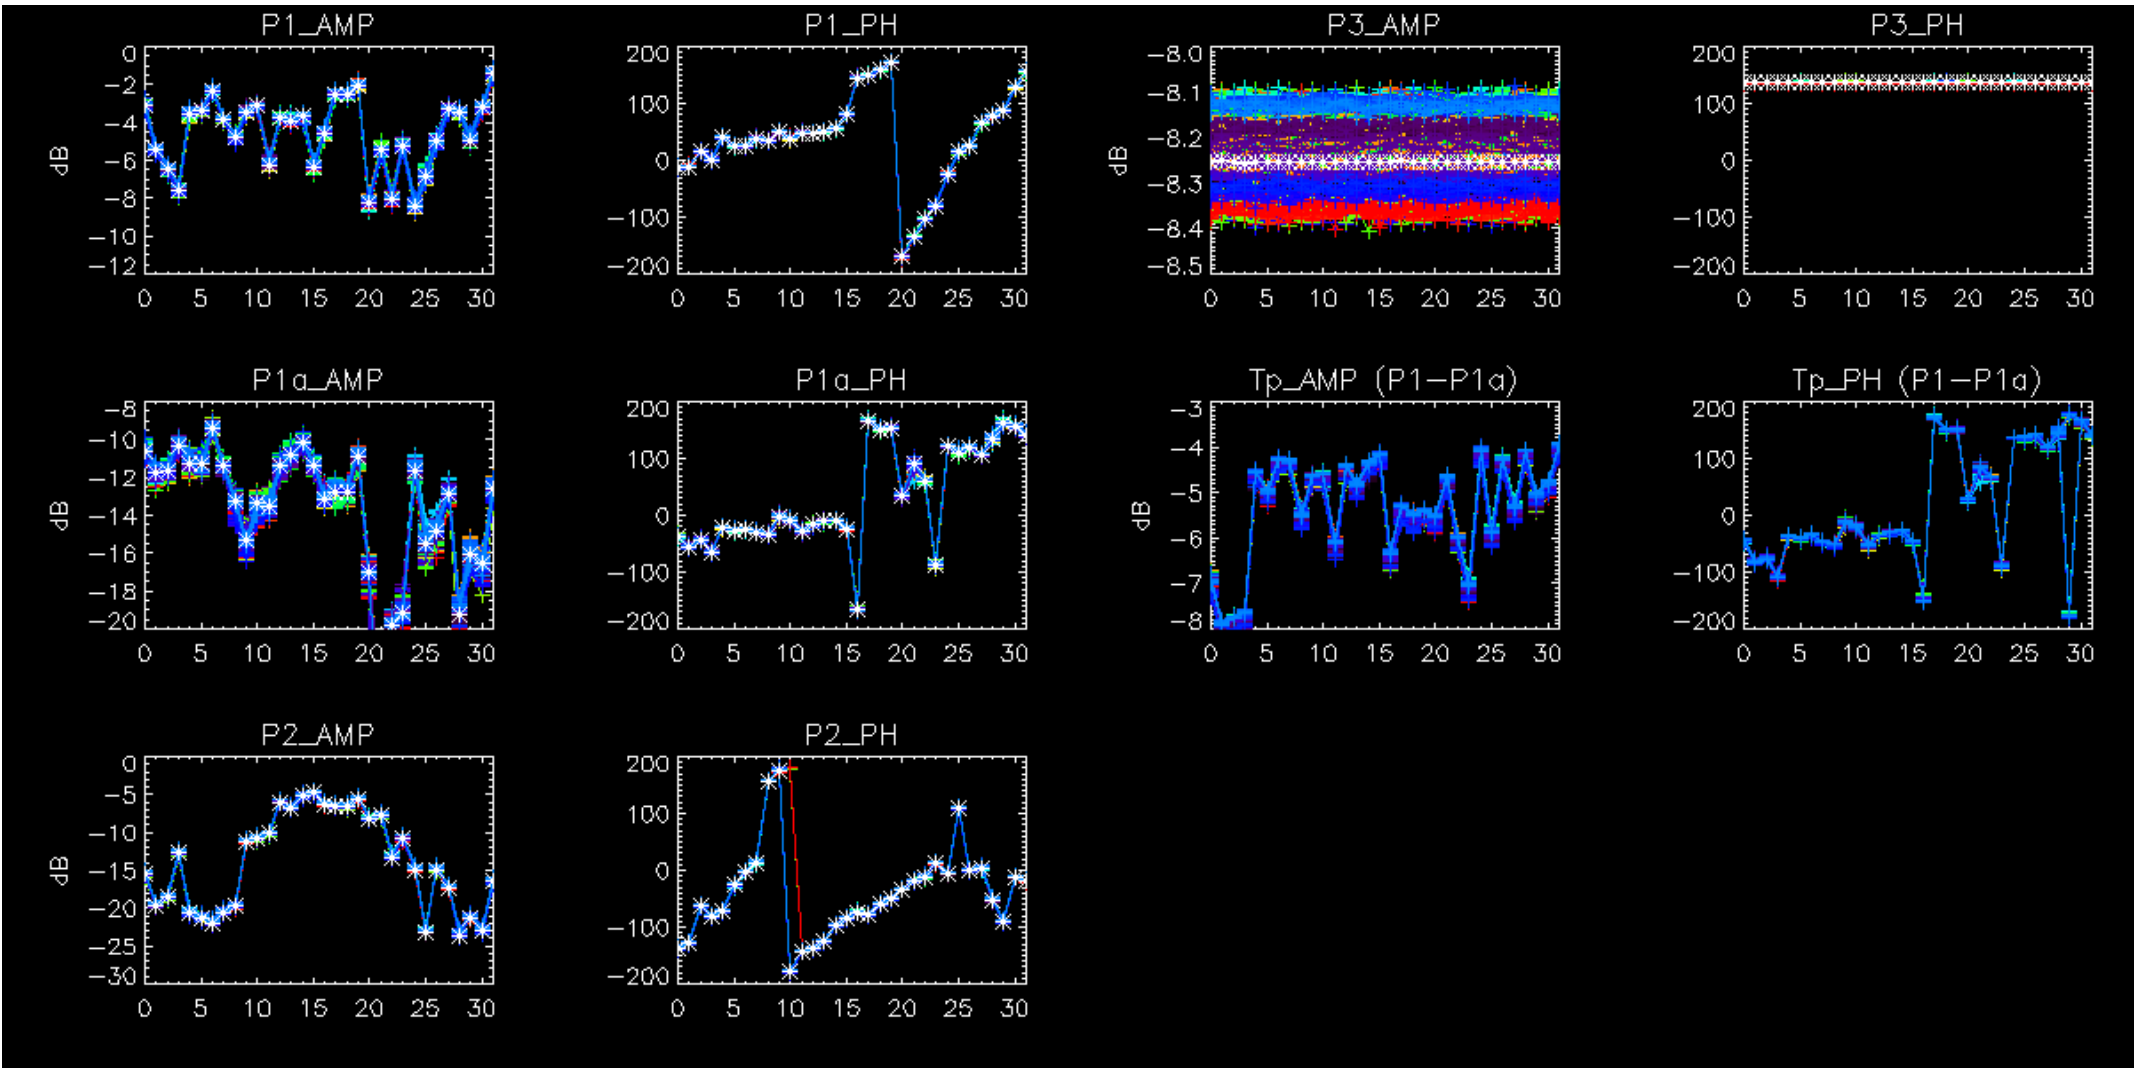 P1_AMP
P1_PH
P3_AMP
P3_PH
0
−2
−4
−6
−8
−10
−12
dB
0 5 10 15 20 25 30
200
100
0
−100
−200
0 5 10 15 20 25 30
−8.0
−8.1
−8.2
−8.3
−8.4
−8.5
dB
0 5 10 15 20 25 30
200
100
0
−100
−200
0 5 10 15 20 25 30
P1a_AMP
P1a_PH
Tp_AMP (P1−P1a)
Tp_PH (P1−P1a)
−8
−10
−12
−14
−16
−18
−20
dB
0 5 10 15 20 25 30
200
100
0
−100
−200
0 5 10 15 20 25 30
−3
−4
−5
−6
−7
−8
dB
0 5 10 15 20 25 30
200
100
0
−100
−200
0 5 10 15 20 25 30
P2_AMP
P2_PH
0
−5
−10
−15
−20
−25
−30
dB
0 5 10 15 20 25 30
200
100
0
−100
−200
0 5 10 15 20 25 30